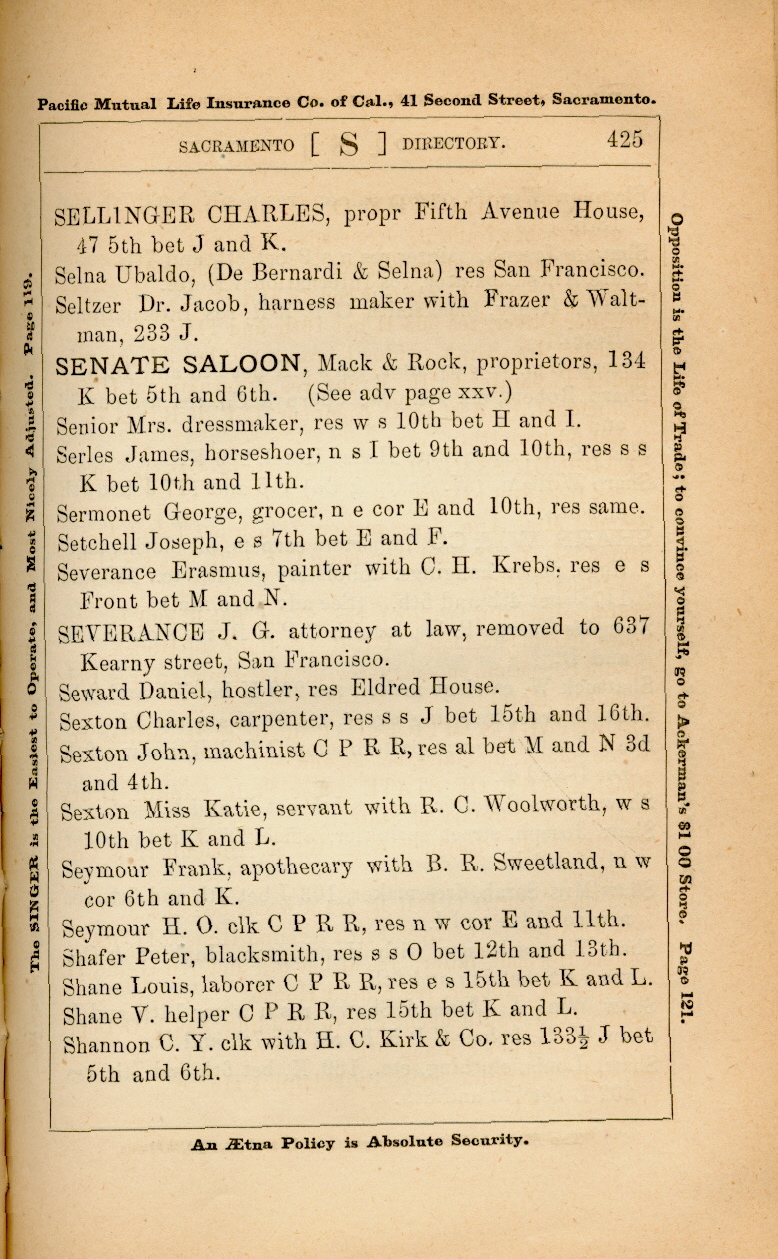 Pacific Mutual Life Insurance Co. of Cal., 41 Second Street, Sacramento.
SACRAMENTO [ S ] DIRECTORY. 425
SELL1NGER CHARLES, propr Fifth Avenue House,
47 5th bet J and K.
Selna Ubaldo, (De Bernardi & Selna) res San Francisco.
Seltzer Dr. Jacob, harness maker with Frazer & Walt-
man, 233 J.
SENATE SALOON, Mack & Rock, proprietors, 134
K bet 5th and 6th. (See adv page xxv.)
Senior Mrs. dressmaker, res w s 10th bet H and I.
Serles James, horseshoer, n s I bet 9th and 10th, res s s
K bet 10th and 11th.
Sermonet George, grocer, n e cor E and 10th, res same.
Setchell Joseph, e s 7th bet E and F.
Severance Erasmus, painter with C. H. Krebs, res e s
Front bet M and N.
SEVERANCE J. G. attorney at law, removed to 637
Kearny street, San Francisco.
Seward Daniel, hostler, res Eldred House.
Sexton Charles, carpenter, res s s J bet 15th and 16th.
Sexton John, machinist C P R R, res al bet M and N 3d
and 4th.
Sexton Miss Katie, servant with R. C. Woolworth, w s
10th bet K and L.
Seymour Frank, apothecary with B. R. Sweetland, n w
cor 6th and K.
Seymour H. O. clk C P R R, res n w cor E and 11th.
Shafer Peter, blacksmith, res s s O bet 12th and 13th.
Shane Louis, laborer C P R R, res e s 15th bet K and L.
Shane V. helper C P R R, res 15th bet K and L.
Shannon C. Y. clk with H. C. Kirk & Co. res 133½ J bet
5th and 6th.
An Ætna Policy is Absolute Security.
The SINGER is the Easiest to Operate, and Most Nicely Adjusted. Page 119.
Opposition is the Life of Trade; to convince yourself, go to Ackerman's $1 00 Store. Page 121.